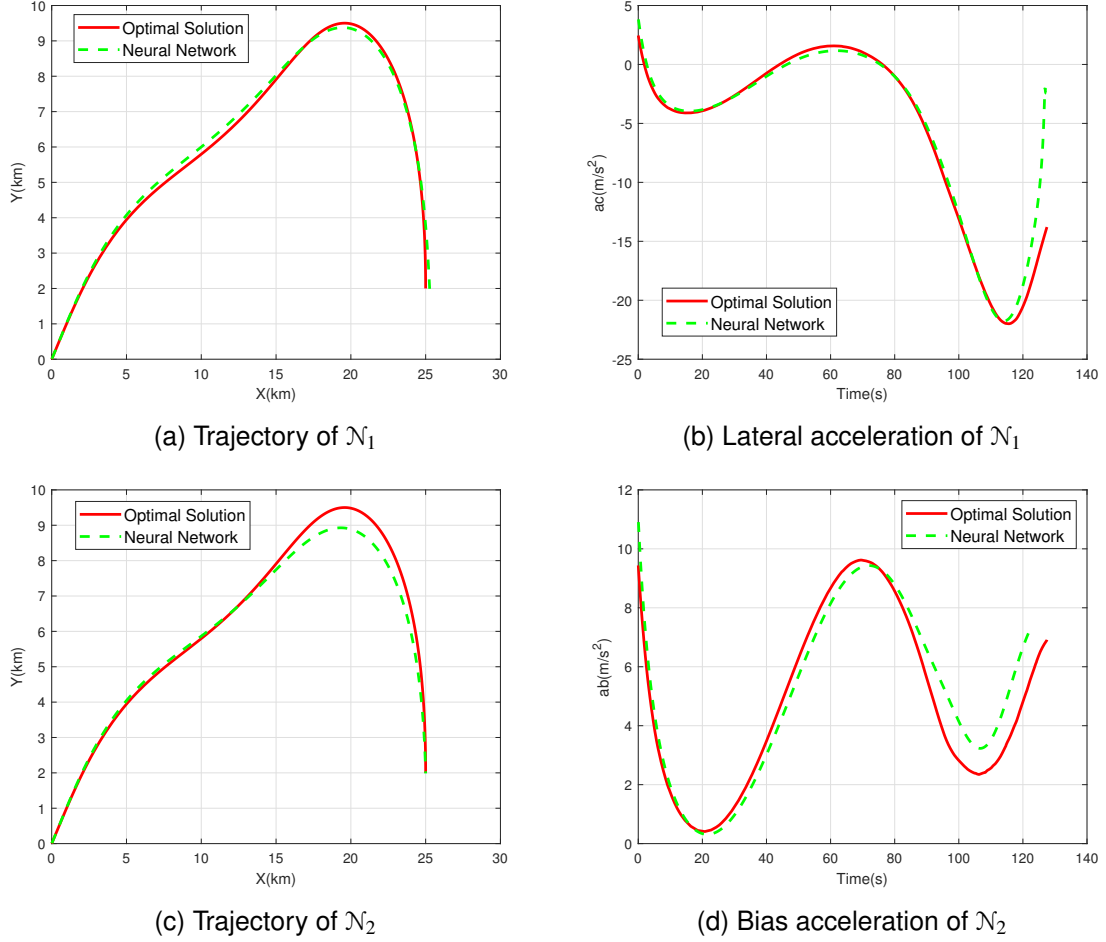 10
9
8
7
6
5
4
3
2
1
0
Y(km)
Optimal Solution
Neural Network
0 5 10 15 20 25 30
X(km)
(a) Trajectory of 𝒩₁
5
0
-5
-10
-15
-20
-25
ac(m/s²)
Optimal Solution
Neural Network
0 20 40 60 80 100 120 140
Time(s)
(b) Lateral acceleration of 𝒩₁
10
9
8
7
6
5
4
3
2
1
0
Y(km)
Optimal Solution
Neural Network
0 5 10 15 20 25 30
X(km)
(c) Trajectory of 𝒩₂
12
10
8
6
4
2
0
ab(m/s²)
Optimal Solution
Neural Network
0 20 40 60 80 100 120 140
Time(s)
(d) Bias acceleration of 𝒩₂